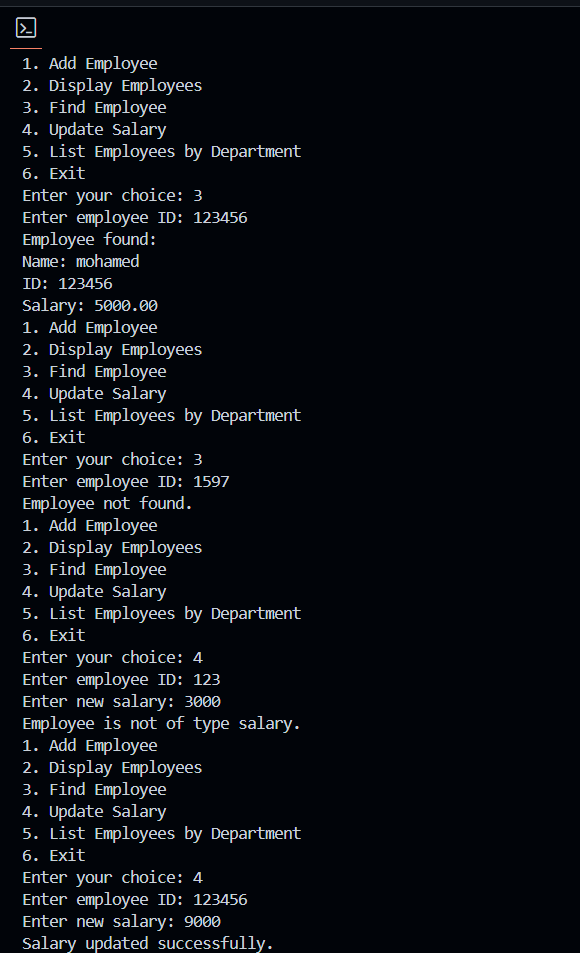 1. Add Employee
2. Display Employees
3. Find Employee
4. Update Salary
5. List Employees by Department
6. Exit
Enter your choice: 3
Enter employee ID: 123456
Employee found:
Name: mohamed
ID: 123456
Salary: 5000.00
1. Add Employee
2. Display Employees
3. Find Employee
4. Update Salary
5. List Employees by Department
6. Exit
Enter your choice: 3
Enter employee ID: 1597
Employee not found.
1. Add Employee
2. Display Employees
3. Find Employee
4. Update Salary
5. List Employees by Department
6. Exit
Enter your choice: 4
Enter employee ID: 123
Enter new salary: 3000
Employee is not of type salary.
1. Add Employee
2. Display Employees
3. Find Employee
4. Update Salary
5. List Employees by Department
6. Exit
Enter your choice: 4
Enter employee ID: 123456
Enter new salary: 9000
Salary updated successfully.